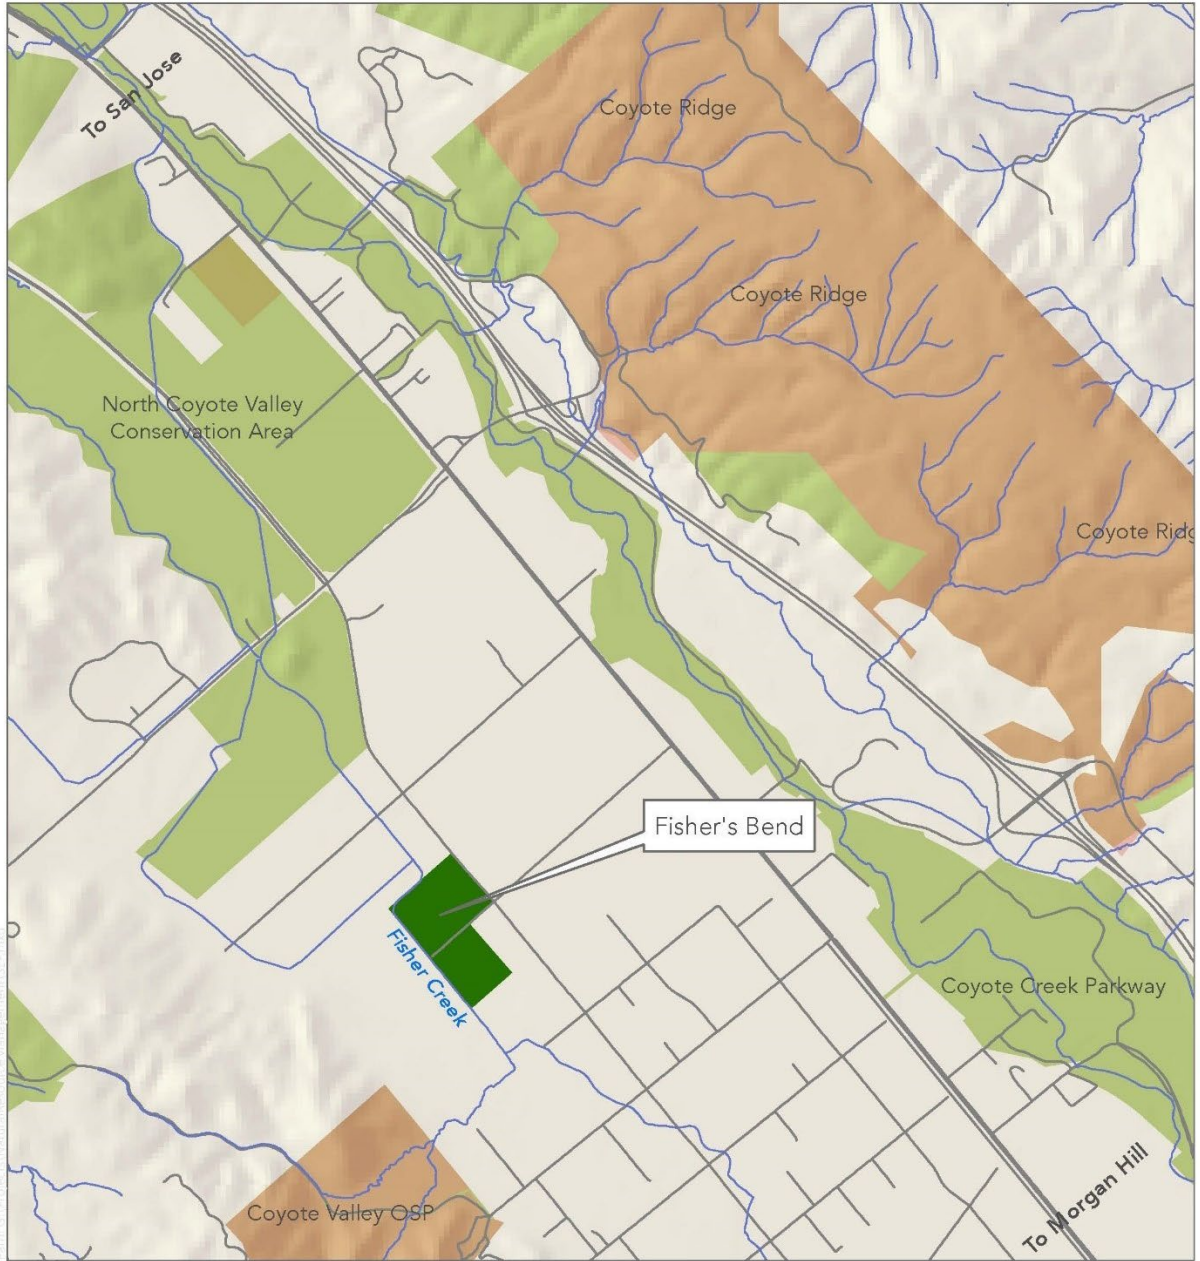 To San Jose
Coyote Ridge
Coyote Ridge
North Coyote Valley
Conservation Area
Coyote Ridg
Fisher's Bend
Fisher Creek
Coyote Creek Parkway
To Morgan Hill
Coyote Valley OSP